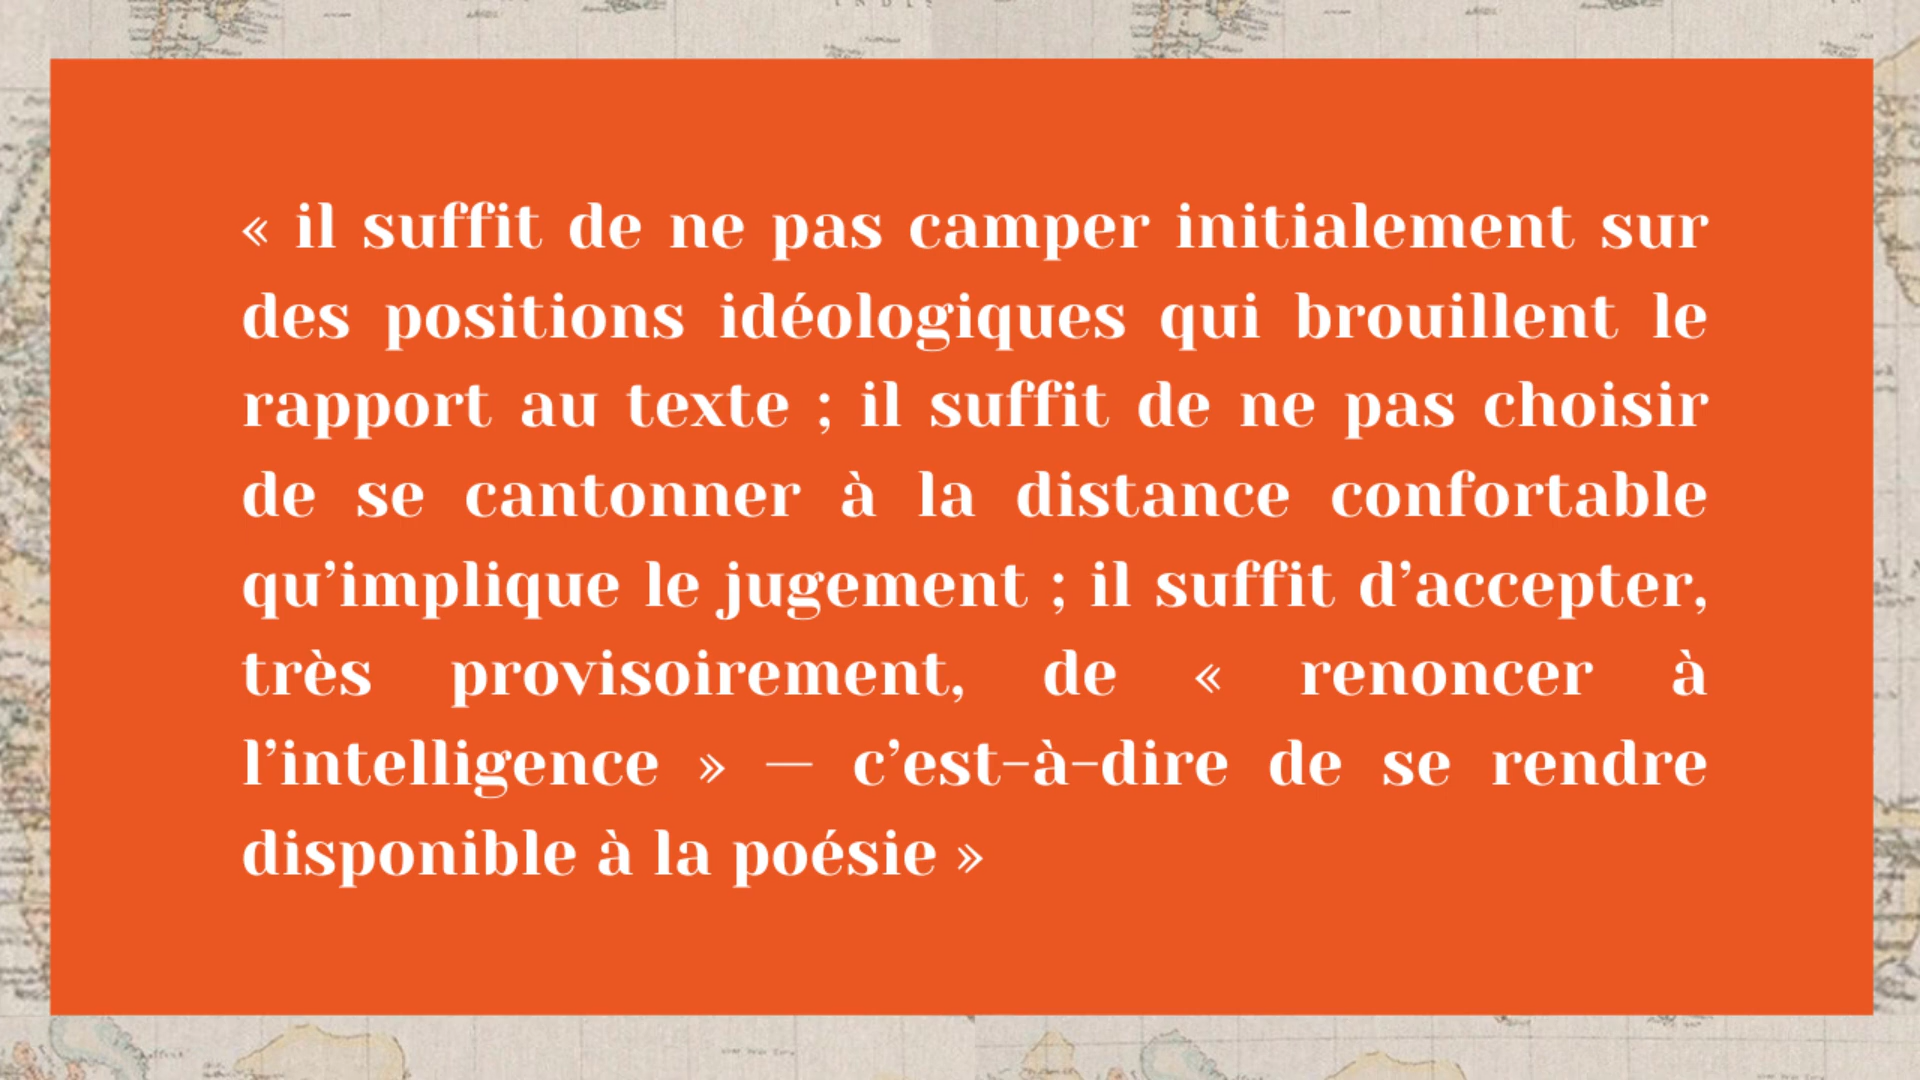 « il suffit de ne pas camper initialement sur
des positions idéologiques qui brouillent le
rapport au texte ; il suffit de ne pas choisir
de se cantonner à la distance confortable
qu’implique le jugement ; il suffit d’accepter,
très provisoirement, de « renoncer à
l’intelligence » — c’est-à-dire de se rendre
disponible à la poésie »